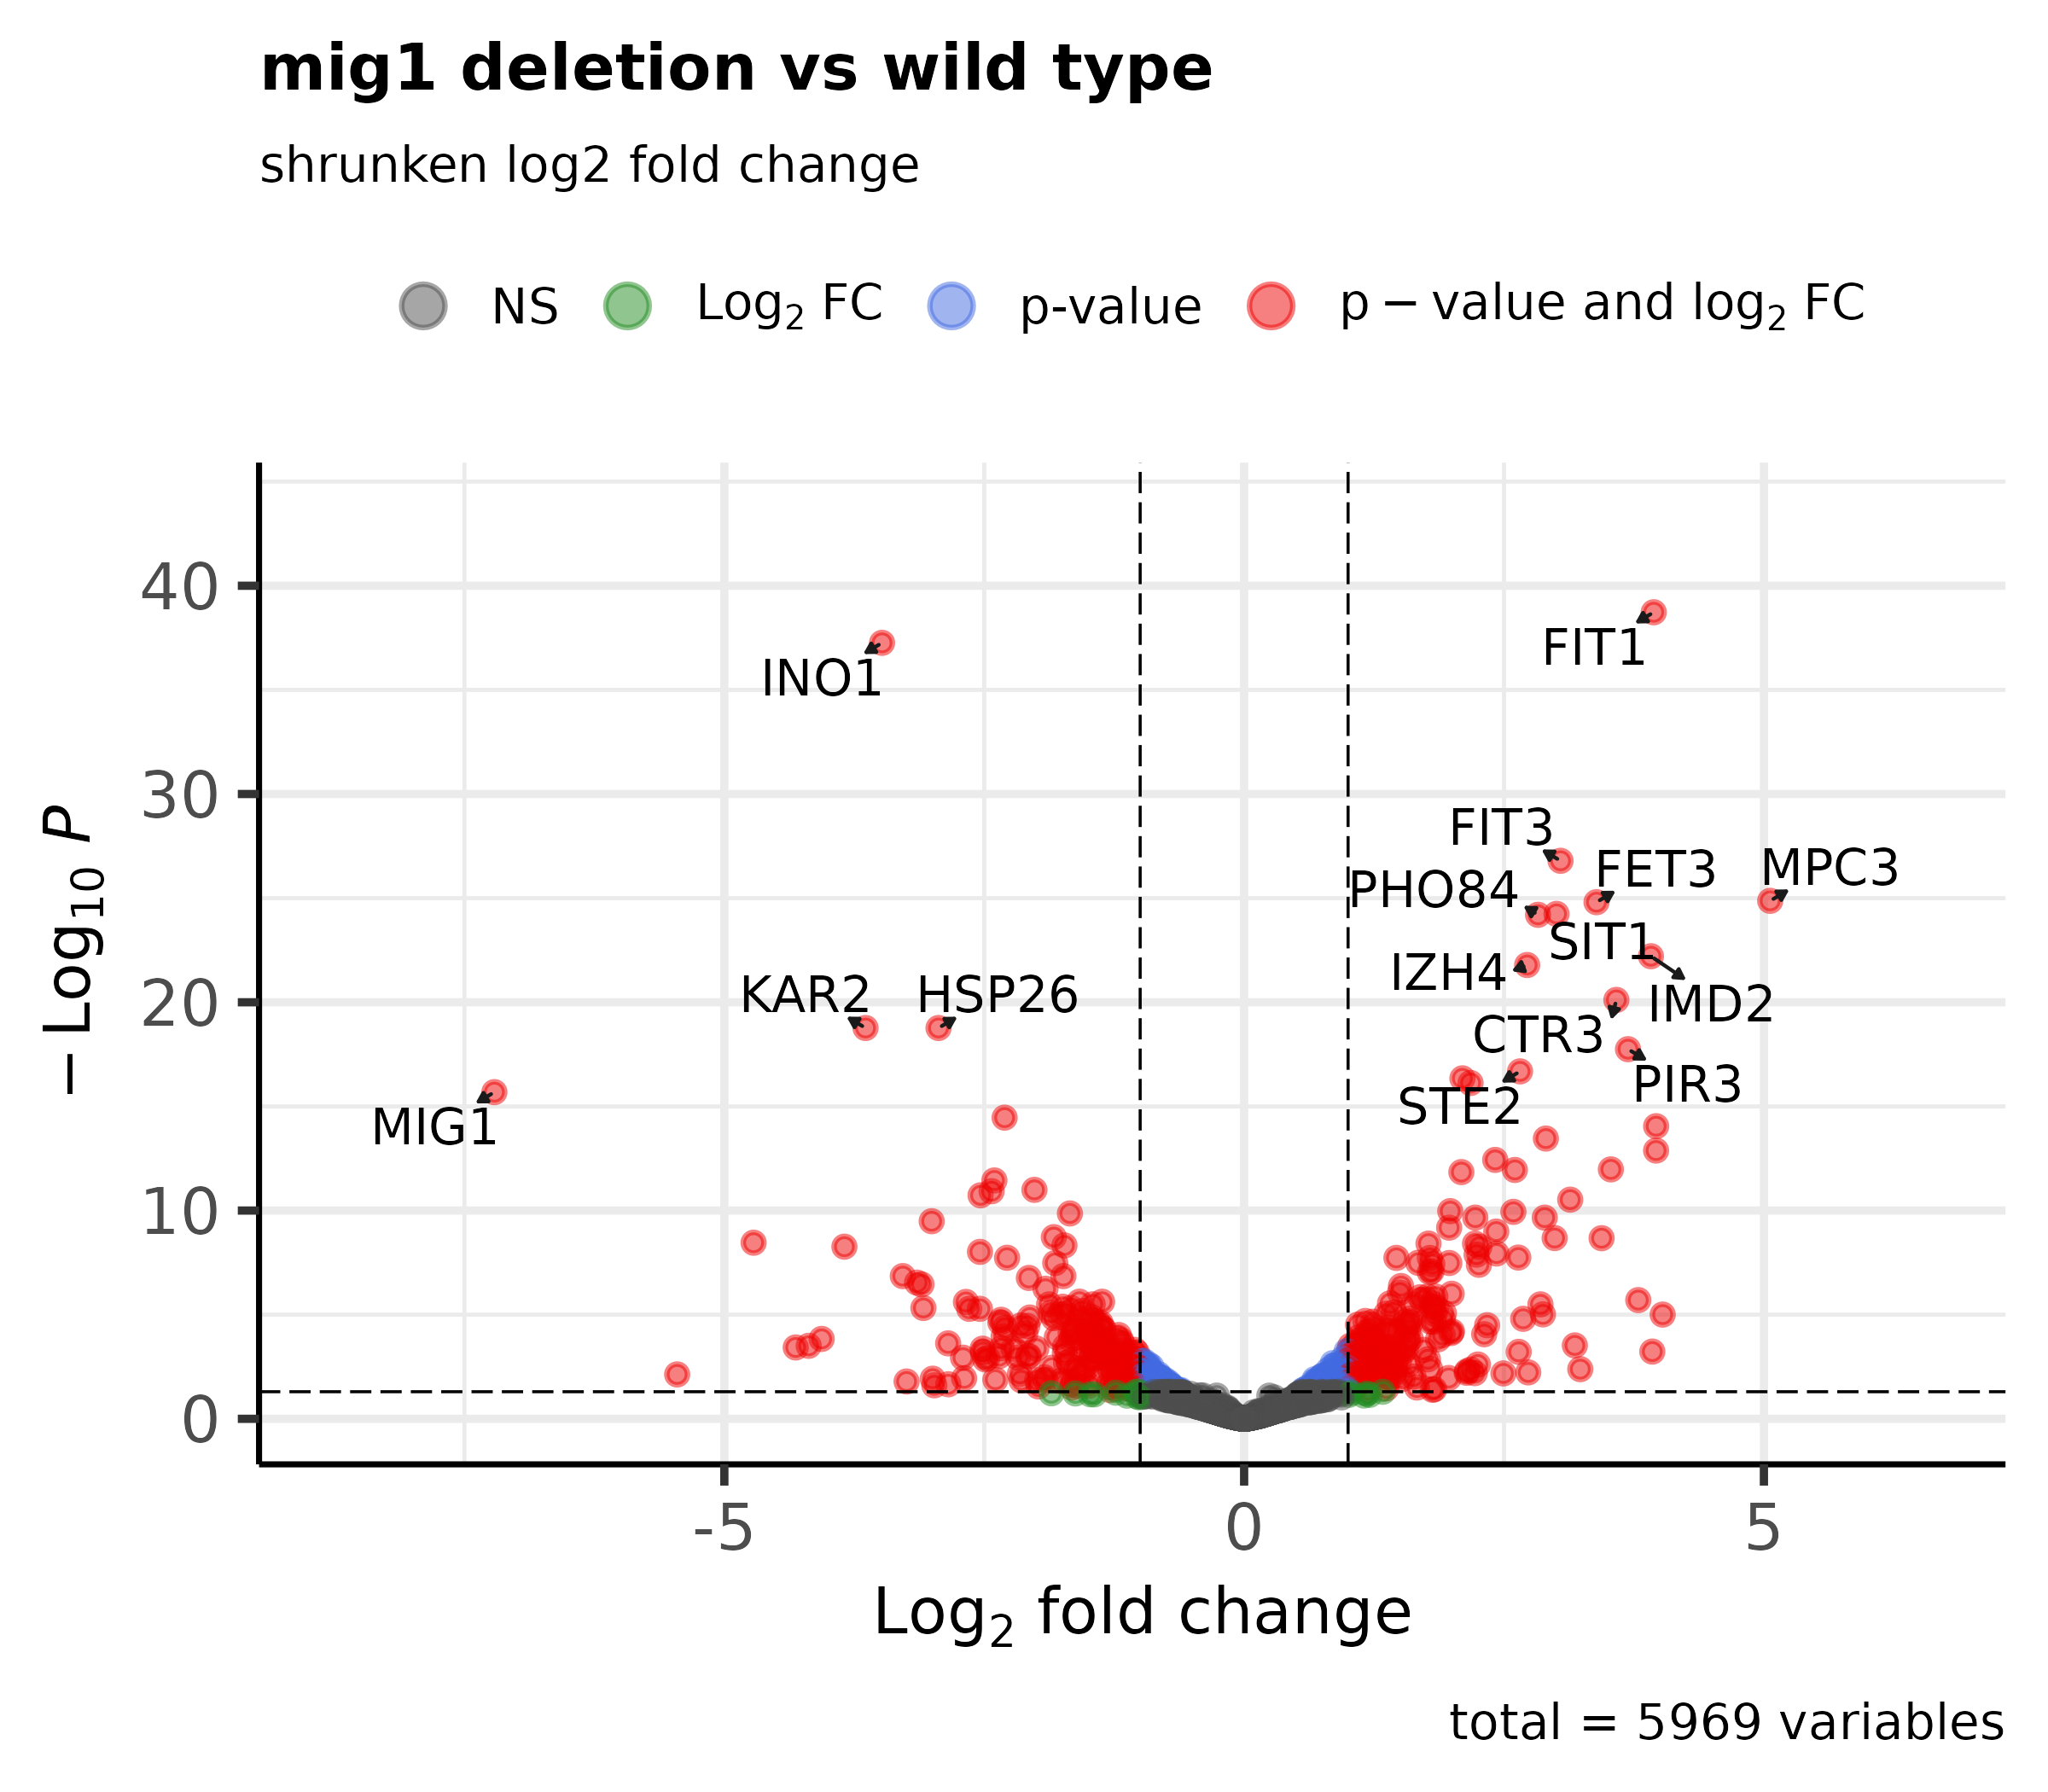 mig1 deletion vs wild type
shrunken log2 fold change
NS Log₂ FC p-value p − value and log₂ FC
40
30
20
10
0
− Log₁₀ P
INO1
FIT1
FIT3
FET3
MPC3
PHO84
SIT1
IZH4
KAR2 HSP26
IMD2
CTR3
PIR3
STE2
MIG1
-5 0 5
Log₂ fold change
total = 5969 variables